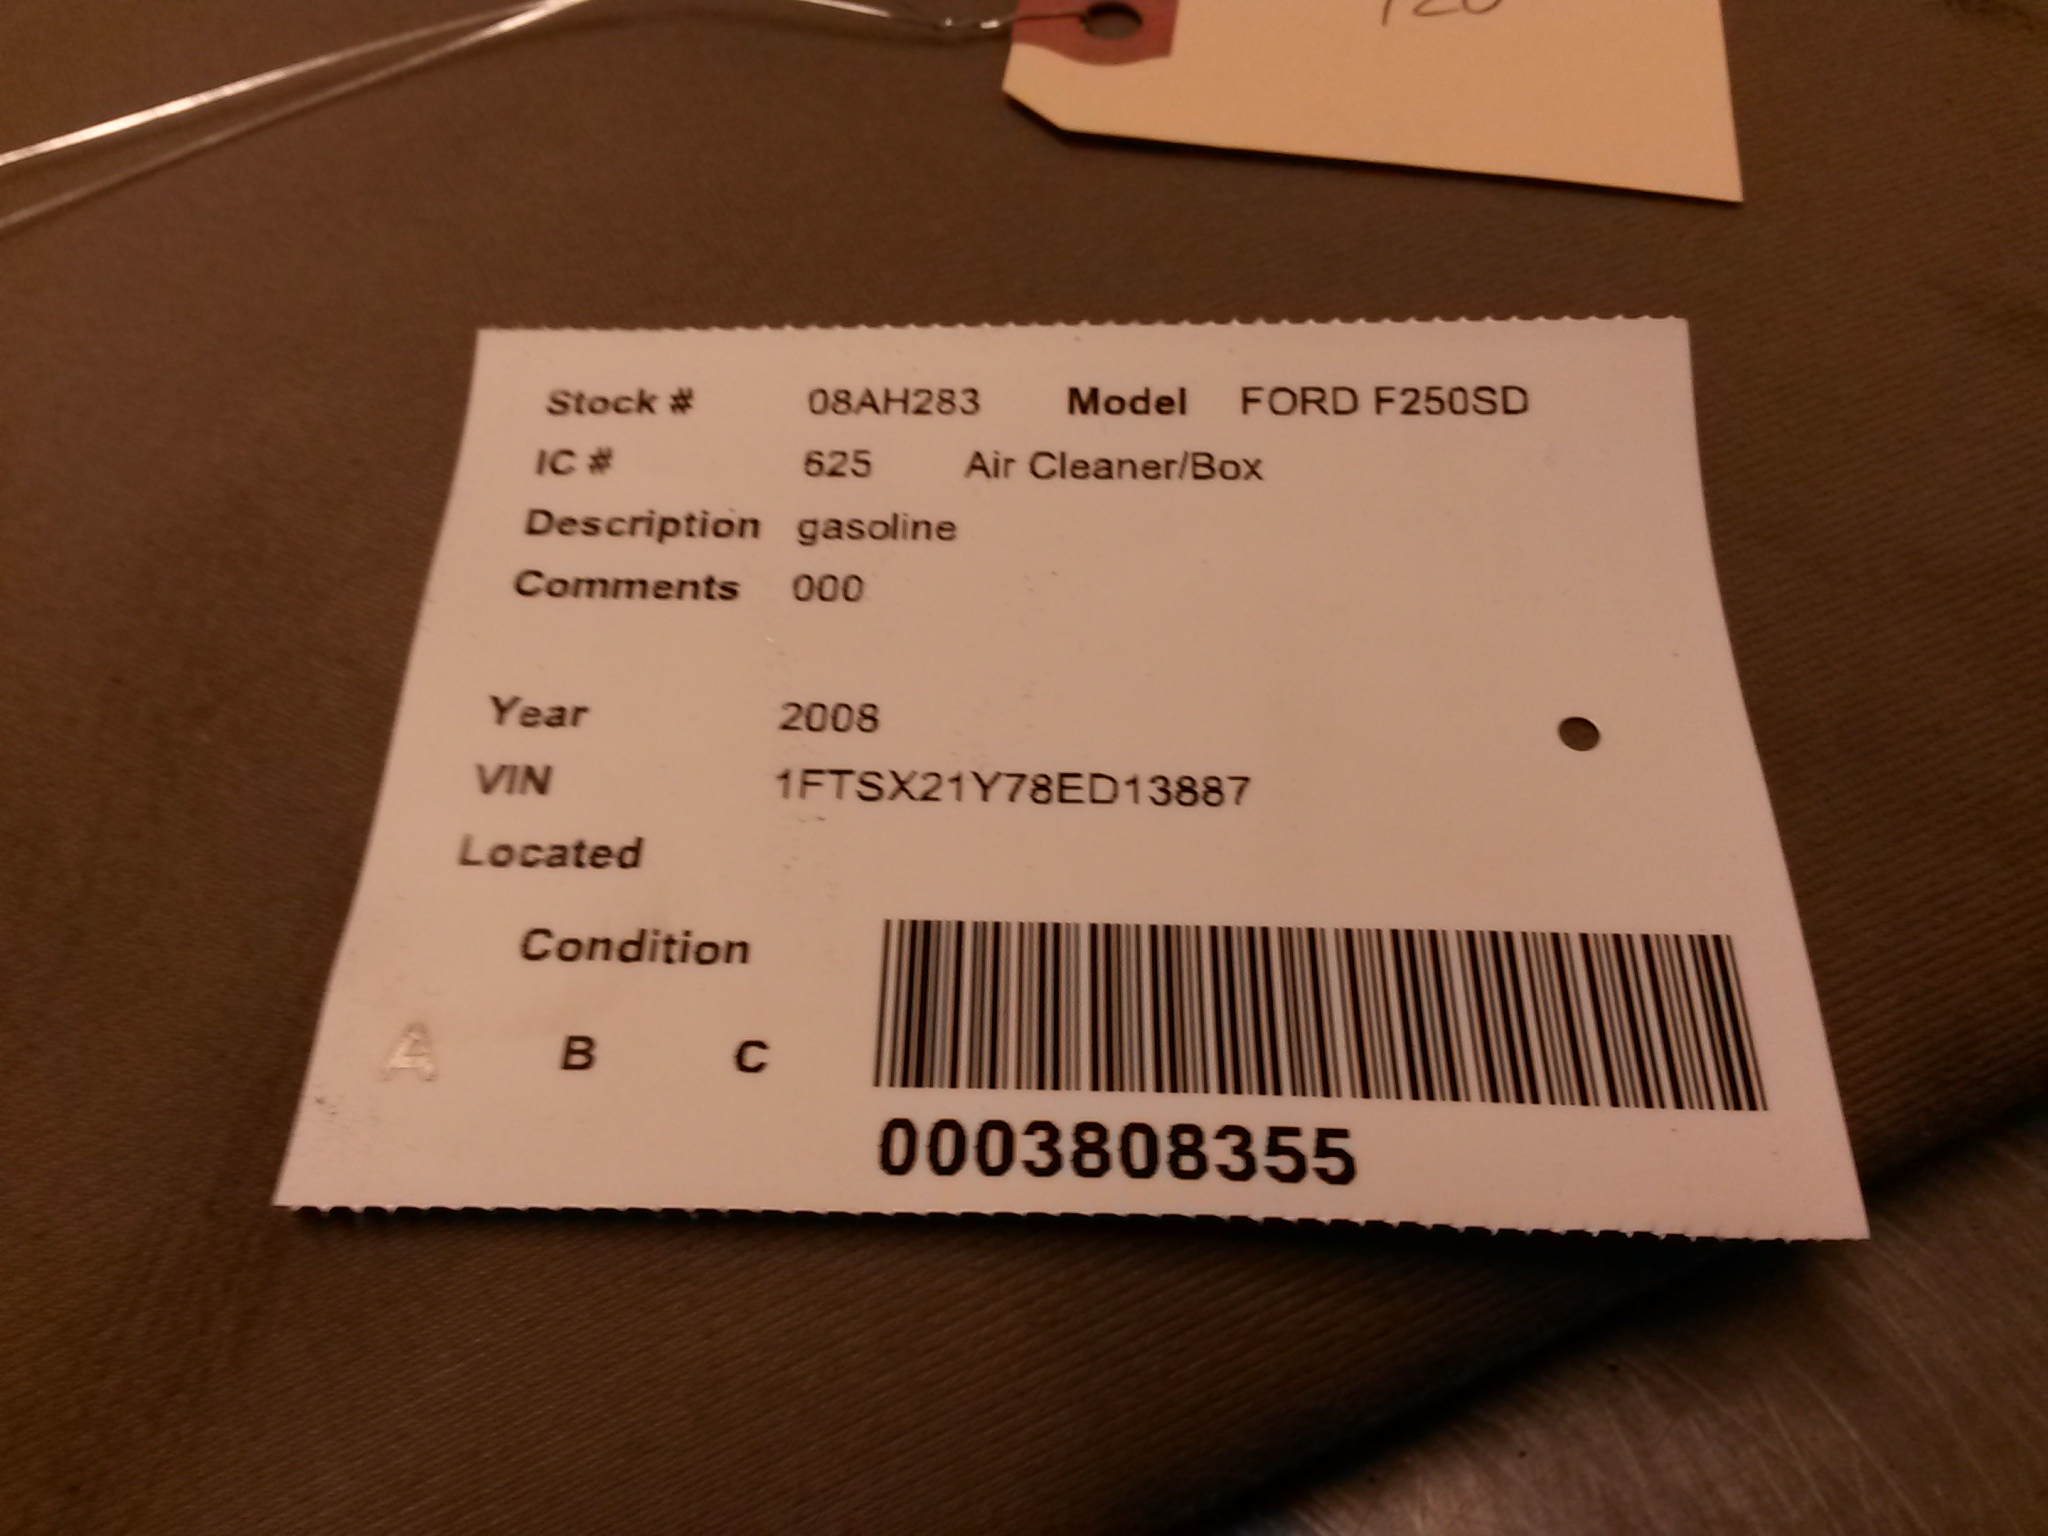 Stock # 08AH283 Model FORD F250SD
IC # 625 Air Cleaner/Box
Description gasoline
Comments 000
Year 2008
VIN 1FTSX21Y78ED13887
Located
Condition
A B C
0003808355